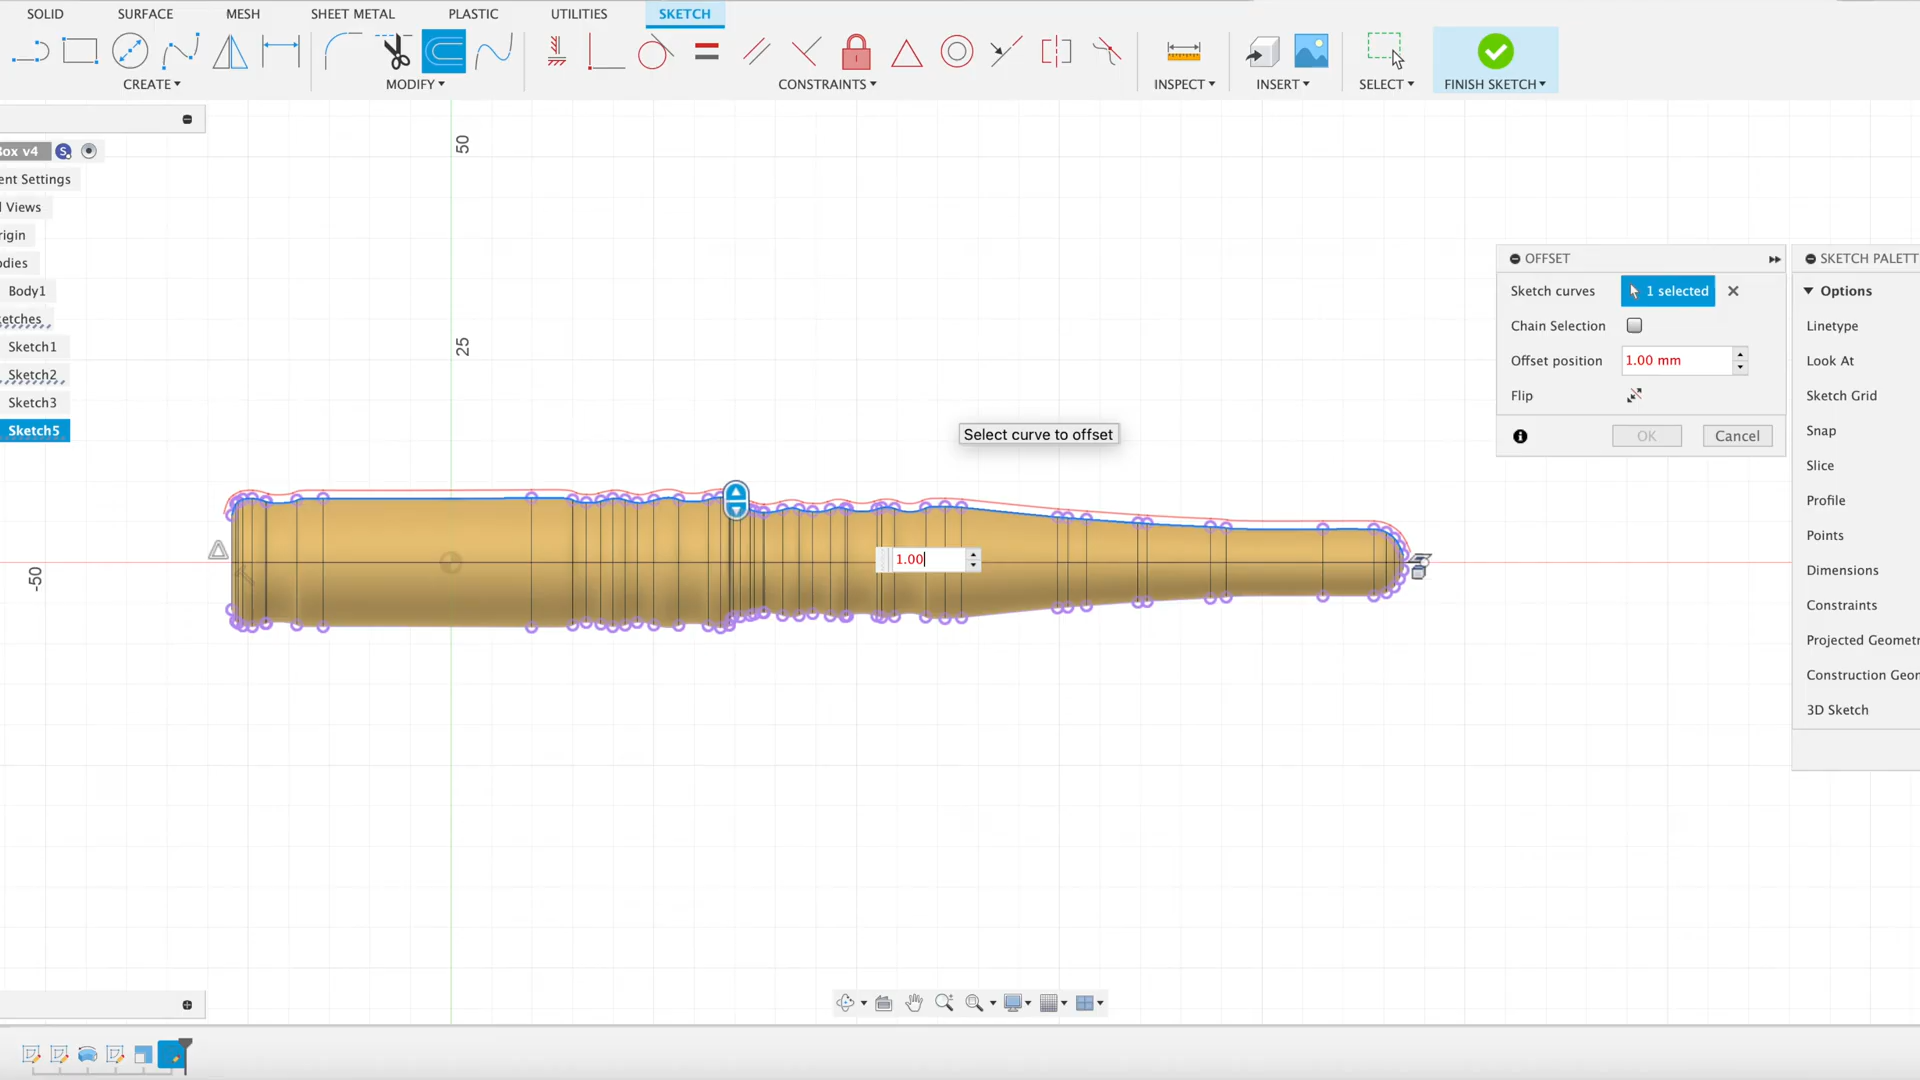 SOLID SURFACE MESH SHEET METAL PLASTIC UTILITIES SKETCH
CREATE MODIFY CONSTRAINTS INSPECT INSERT SELECT FINISH SKETCH
Box v4
S
ent Settings
l Views
rigin
odies
Body1
ketches
Sketch1
Sketch2
Sketch3
Sketch5
50
25
-50
Select curve to offset
1.00
OFFSET
Sketch curves 1 selected
Chain Selection
Offset position 1.00 mm
Flip
OK Cancel
SKETCH PALETT
Options
Linetype
Look At
Sketch Grid
Snap
Slice
Profile
Points
Dimensions
Constraints
Projected Geometr
Construction Geor
3D Sketch